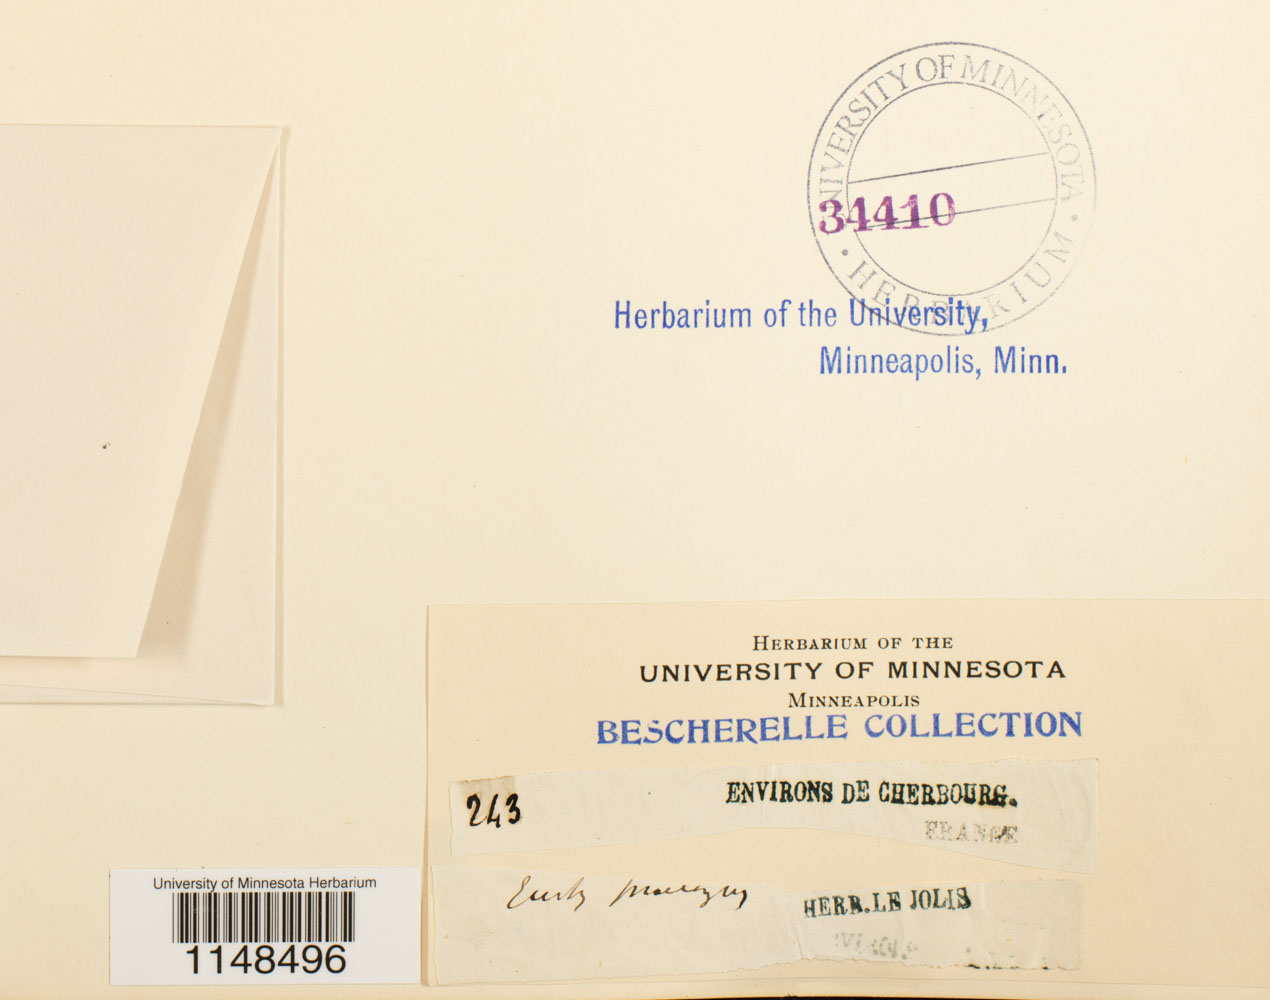 UNIVERSITY OF MINNESOTA
• HERBARIUM •
34410
Herbarium of the University,
Minneapolis, Minn.
HERBARIUM OF THE
UNIVERSITY OF MINNESOTA
MINNEAPOLIS
BESCHERELLE COLLECTION
243
ENVIRONS DE CHERBOURG.
FRANCE
HERB. LE JOLIS
University of Minnesota Herbarium
1148496